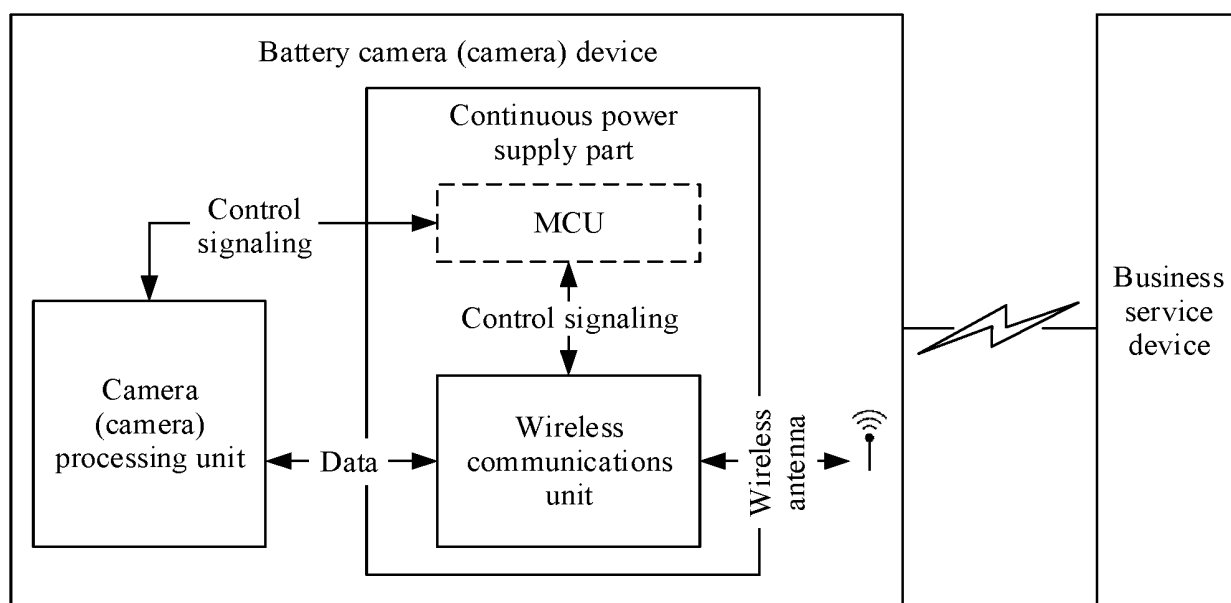 Battery camera (camera) device
Continuous power
supply part
Control
signaling
MCU
Control signaling
Camera
(camera)
processing unit
Data
Wireless
communications
unit
Wireless
antenna
Business
service
device